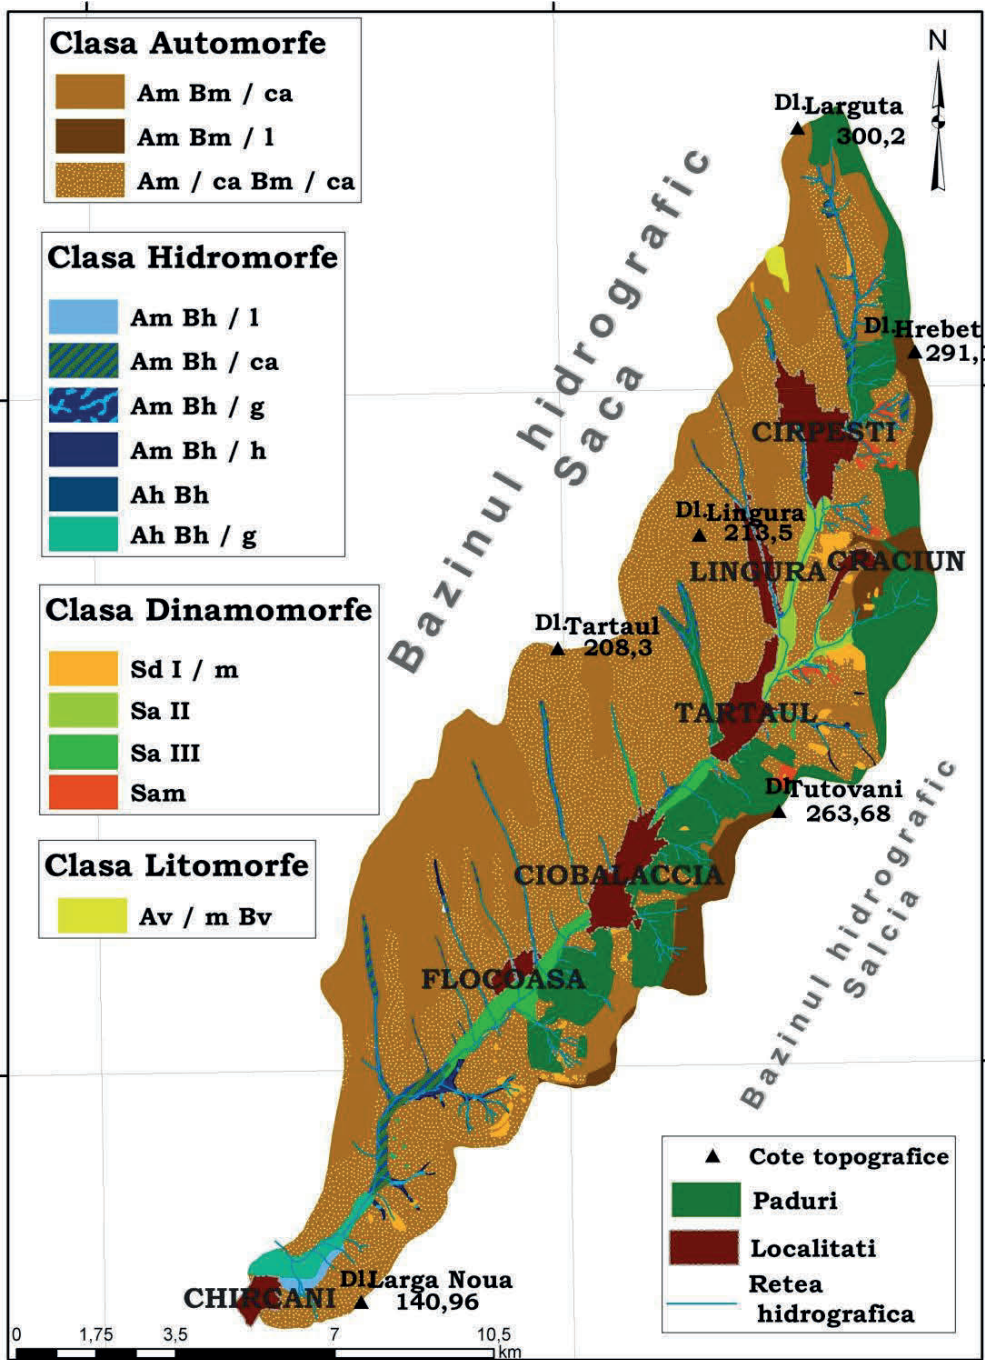 Clasa Automorfe
Am Bm / ca
Am Bm / l
Am / ca Bm / ca
Clasa Hidromorfe
Am Bh / l
Am Bh / ca
Am Bh / g
Am Bh / h
Ah Bh
Ah Bh / g
Clasa Dinamomorfe
Sd I / m
Sa II
Sa III
Sam
Clasa Litomorfe
Av / m Bv
N
Dl. Larguta
300,2
Bazinul hidrografic
Saca
Dl. Hrebet
291,
CIRPESTI
Dl. Lingura
213,5
LINGURA
CRACIUN
Dl. Tartaul
208,3
TARTAUL
Dl. Tutovani
263,68
CIOBALACCIA
Bazinul hidrografic
Salcia
FLOCOASA
CHIRCANI
Dl. Larga Noua
140,96
Cote topografice
Paduri
Localitati
Retea
hidrografica
0 1,75 3,5 7 10,5
km